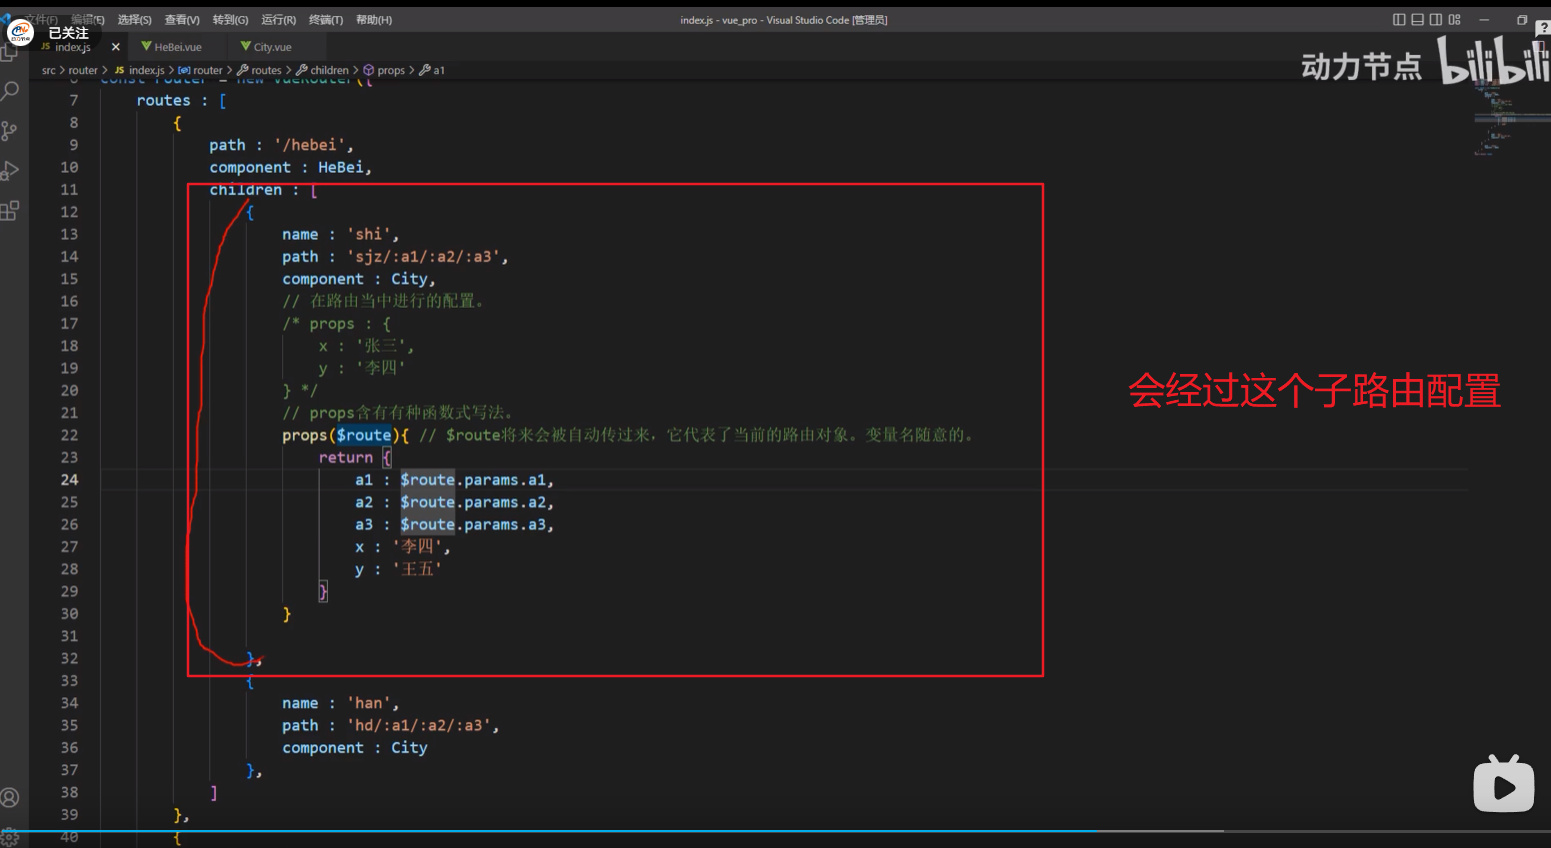 文件(F) 编辑(E) 选择(S) 查看(V) 转到(G) 运行(R) 终端(T) 帮助(H)
index.js - vue_pro - Visual Studio Code [管理员]
已关注
JS index.js × HeBei.vue City.vue
src > router > JS index.js > router > routes > children > props > a1
动力节点 bilibili
6 const router = new VueRouter({
7 routes : [
8 {
9 path : '/hebei',
10 component : HeBei,
11 children : [
12 {
13 name : 'shi',
14 path : 'sjz/:a1/:a2/:a3',
15 component : City,
16 // 在路由当中进行的配置。
17 /* props : {
18 x : '张三',
19 y : '李四'
20 } */
21 // props含有有种函数式写法。
22 props($route){ // $route将来会被自动传过来，它代表了当前的路由对象。变量名随意的。
23 return {
24 a1 : $route.params.a1,
25 a2 : $route.params.a2,
26 a3 : $route.params.a3,
27 x : '李四',
28 y : '王五'
29 }
30 }
31
32 },
33 {
34 name : 'han',
35 path : 'hd/:a1/:a2/:a3',
36 component : City
37 },
38 ]
39 },
40 {
会经过这个子路由配置